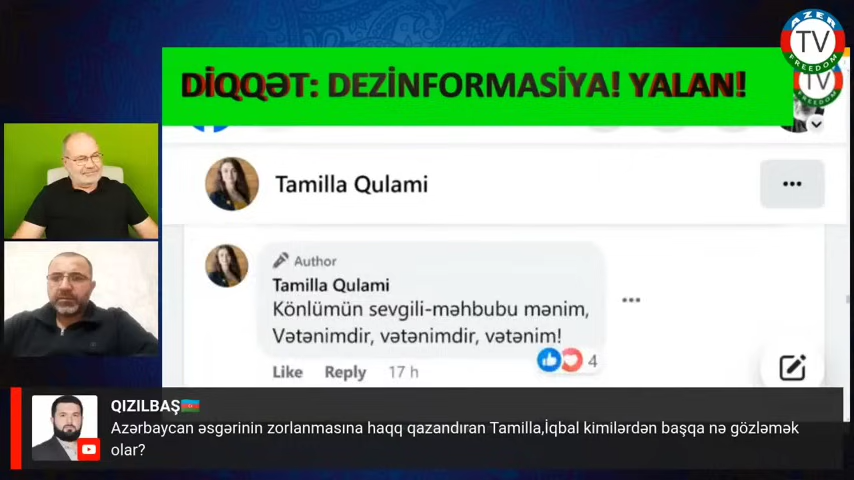 AZER
TV
FREEDOM
TV
FREEDOM
DİQQƏT: DEZİNFORMASİYA! YALAN!
Tamilla Qulami
Author
Tamilla Qulami
Könlümün sevgili-məhbubu mənim,
Vətənimdir, vətənimdir, vətənim!
4
Like Reply 17 h
QIZILBAŞ
Azərbaycan əsgərinin zorlanmasına haqq qazandıran Tamilla,İqbal kimilərdən başqa nə gözləmək
olar?